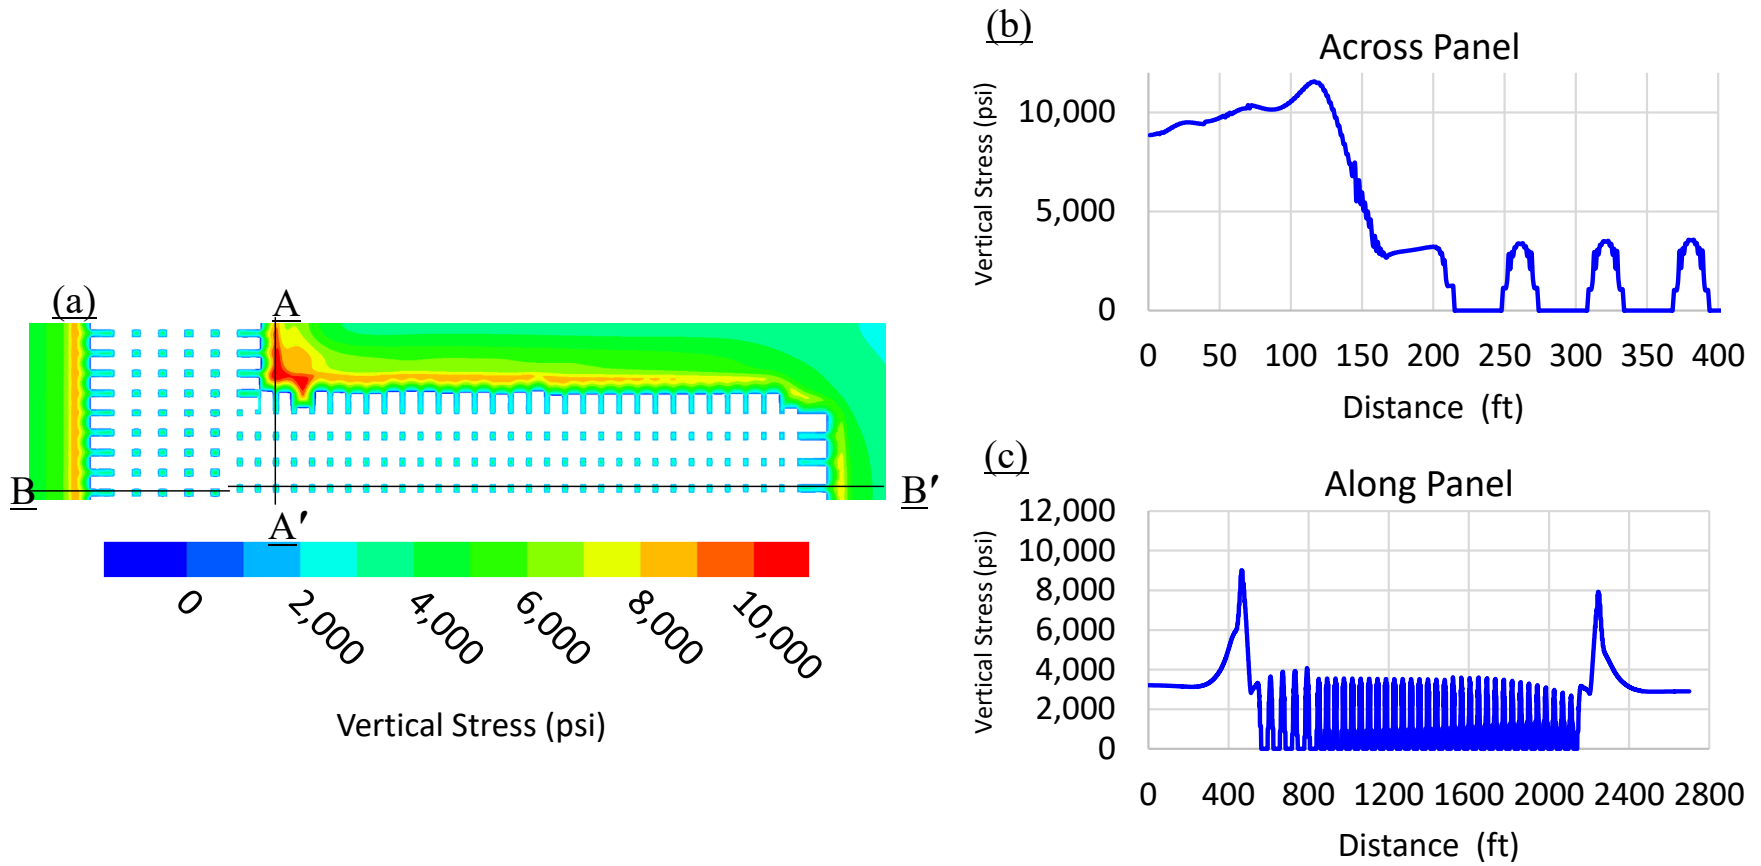 (a)
A
B
B′
A′
0
2,000
4,000
6,000
8,000
10,000
Vertical Stress (psi)
(b)
Across Panel
Vertical Stress (psi)
10,000
5,000
0
0 50 100 150 200 250 300 350 400
Distance (ft)
(c)
Along Panel
Vertical Stress (psi)
12,000
10,000
8,000
6,000
4,000
2,000
0
0 400 800 1200 1600 2000 2400 2800
Distance (ft)